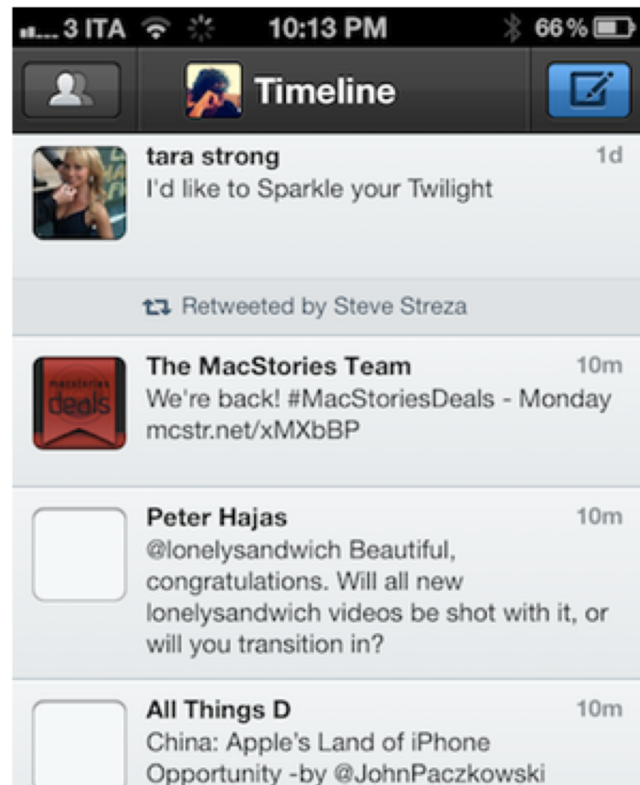 3 ITA 10:13 PM 66%
Timeline
tara strong 1d
I'd like to Sparkle your Twilight
Retweeted by Steve Streza
macstories
deals
The MacStories Team 10m
We're back! #MacStoriesDeals - Monday
mcstr.net/xMXbBP
Peter Hajas 10m
@lonelysandwich Beautiful,
congratulations. Will all new
lonelysandwich videos be shot with it, or
will you transition in?
All Things D 10m
China: Apple's Land of iPhone
Opportunity -by @JohnPaczkowski